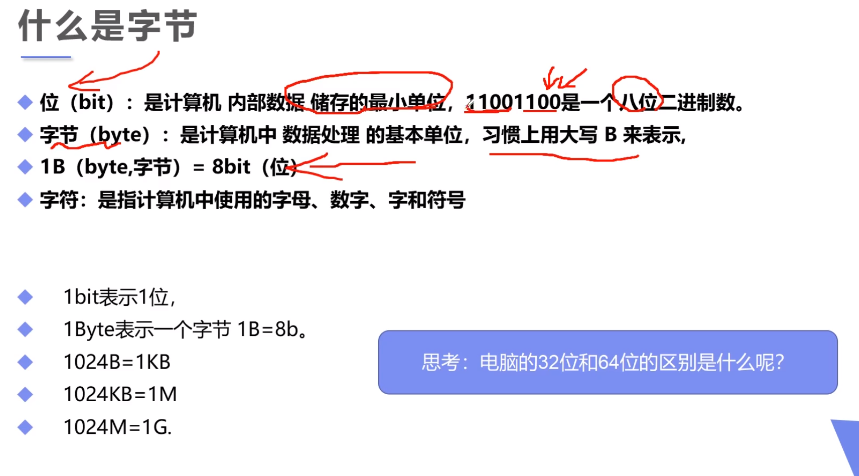 什么是字节
位（bit）：是计算机 内部数据 储存的最小单位，11001100是一个八位二进制数。
字节（byte）：是计算机中 数据处理 的基本单位，习惯上用大写 B 来表示,
1B（byte,字节）= 8bit（位）
字符：是指计算机中使用的字母、数字、字和符号
1bit表示1位，
1Byte表示一个字节 1B=8b。
1024B=1KB
1024KB=1M
1024M=1G.
思考：电脑的32位和64位的区别是什么呢？